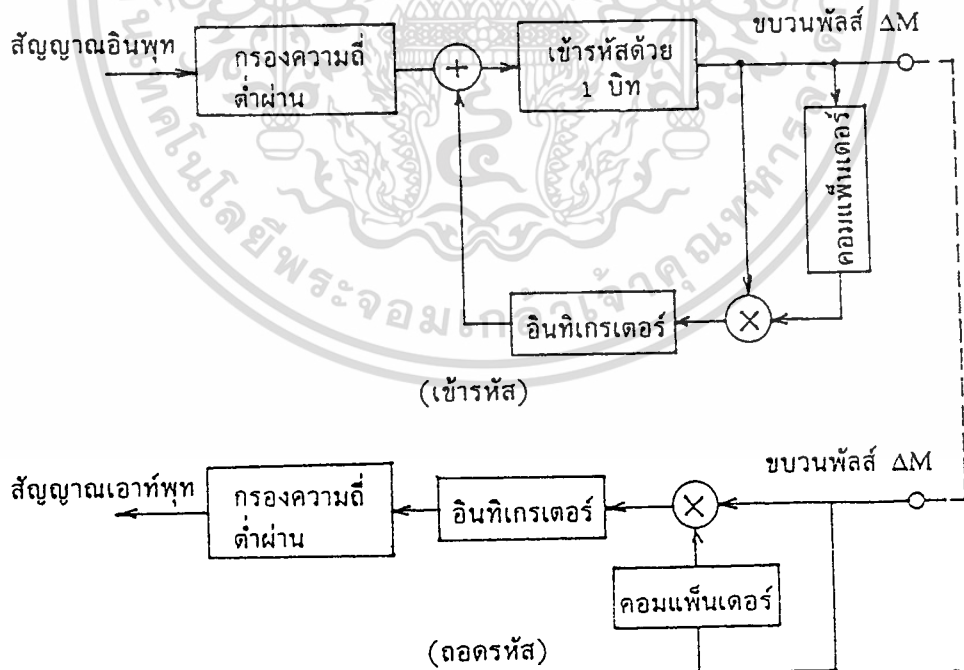 สัญญาณอินพุท
กรองความถี่
ต่ำผ่าน
+
เข้ารหัสด้วย
1 บิท
ขบวนพัลส์ ΔM
คอมแพ็นเดอร์
×
อินทิเกรเตอร์
(เข้ารหัส)
สัญญาณเอาท์พุท
กรองความถี่
ต่ำผ่าน
อินทิเกรเตอร์
×
ขบวนพัลส์ ΔM
คอมแพ็นเดอร์
(ถอดรหัส)